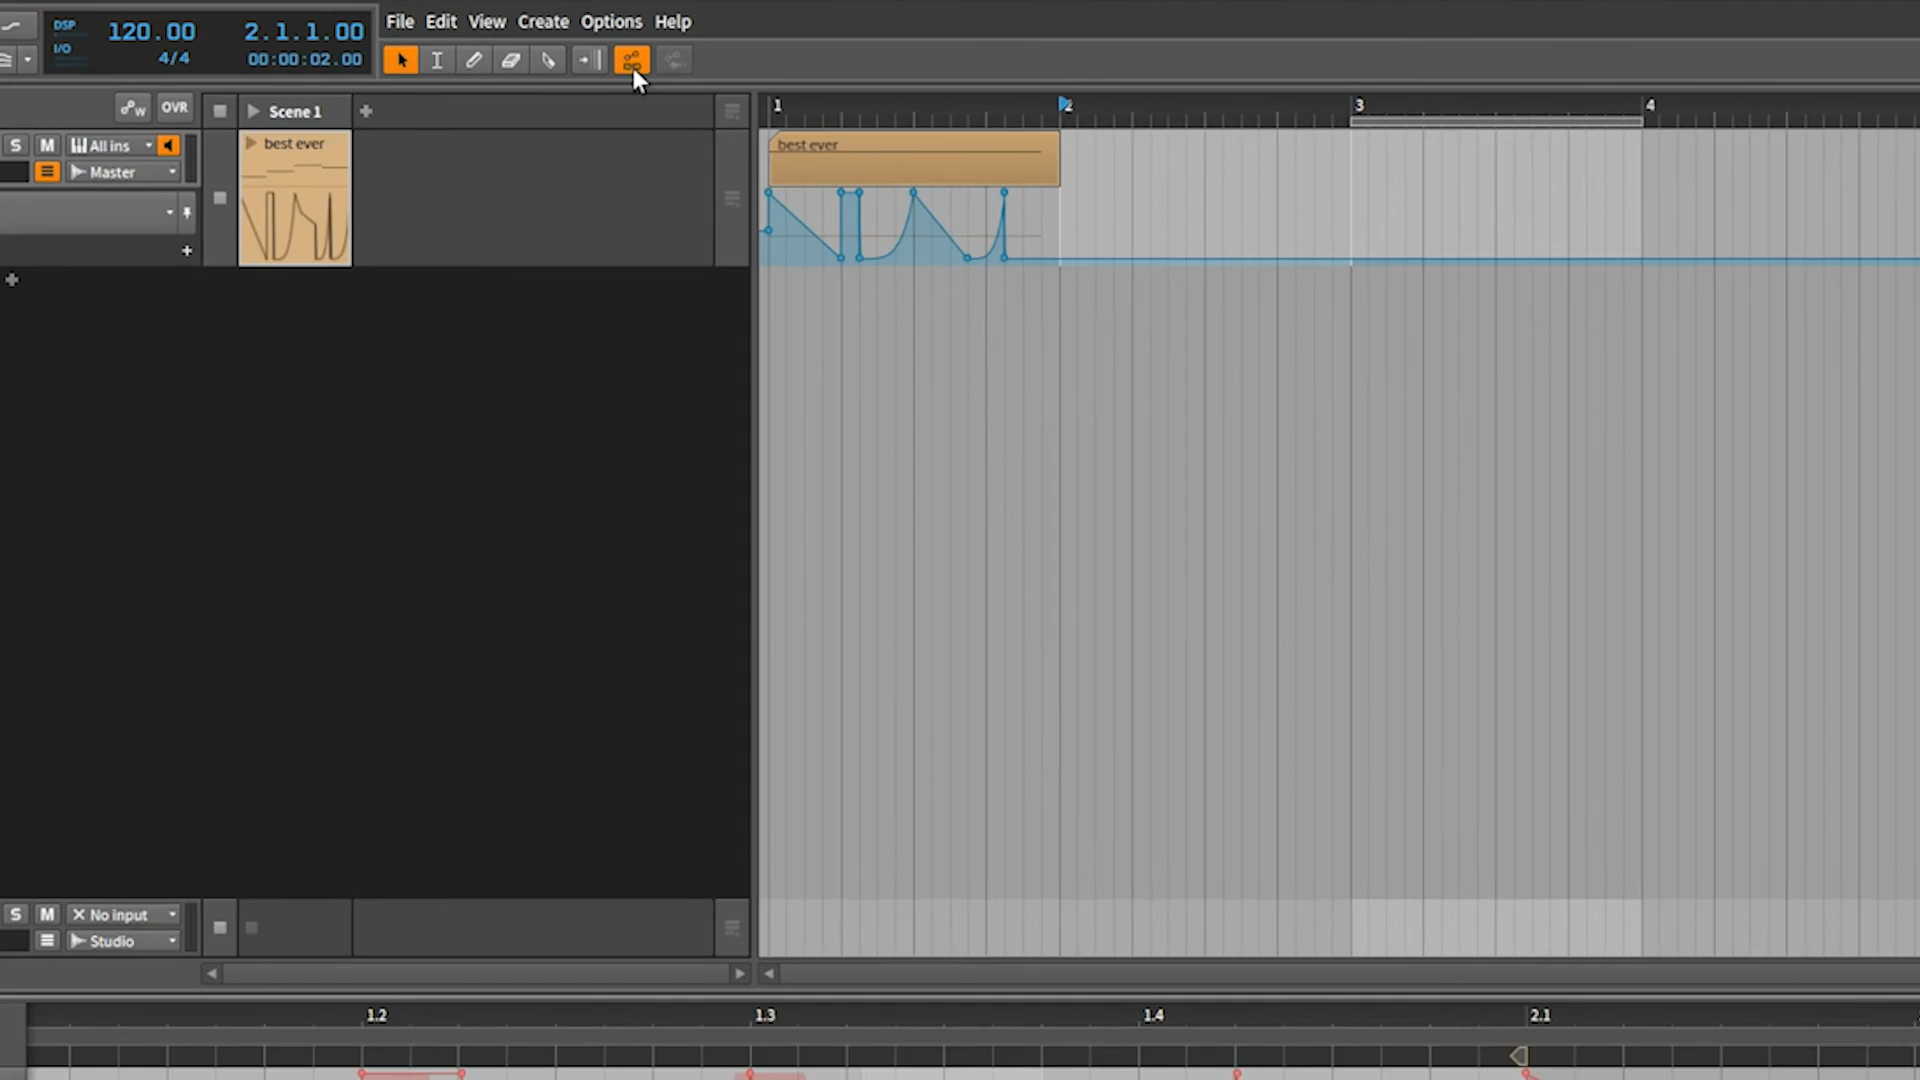 File Edit View Create Options Help
DSP 120.00 2.1.1.00
I/O 4/4 00:00:02.00
W OVR Scene 1 1 2 3 4
S M All ins best ever best ever
Master
S M No input
Studio
1.2 1.3 1.4 2.1